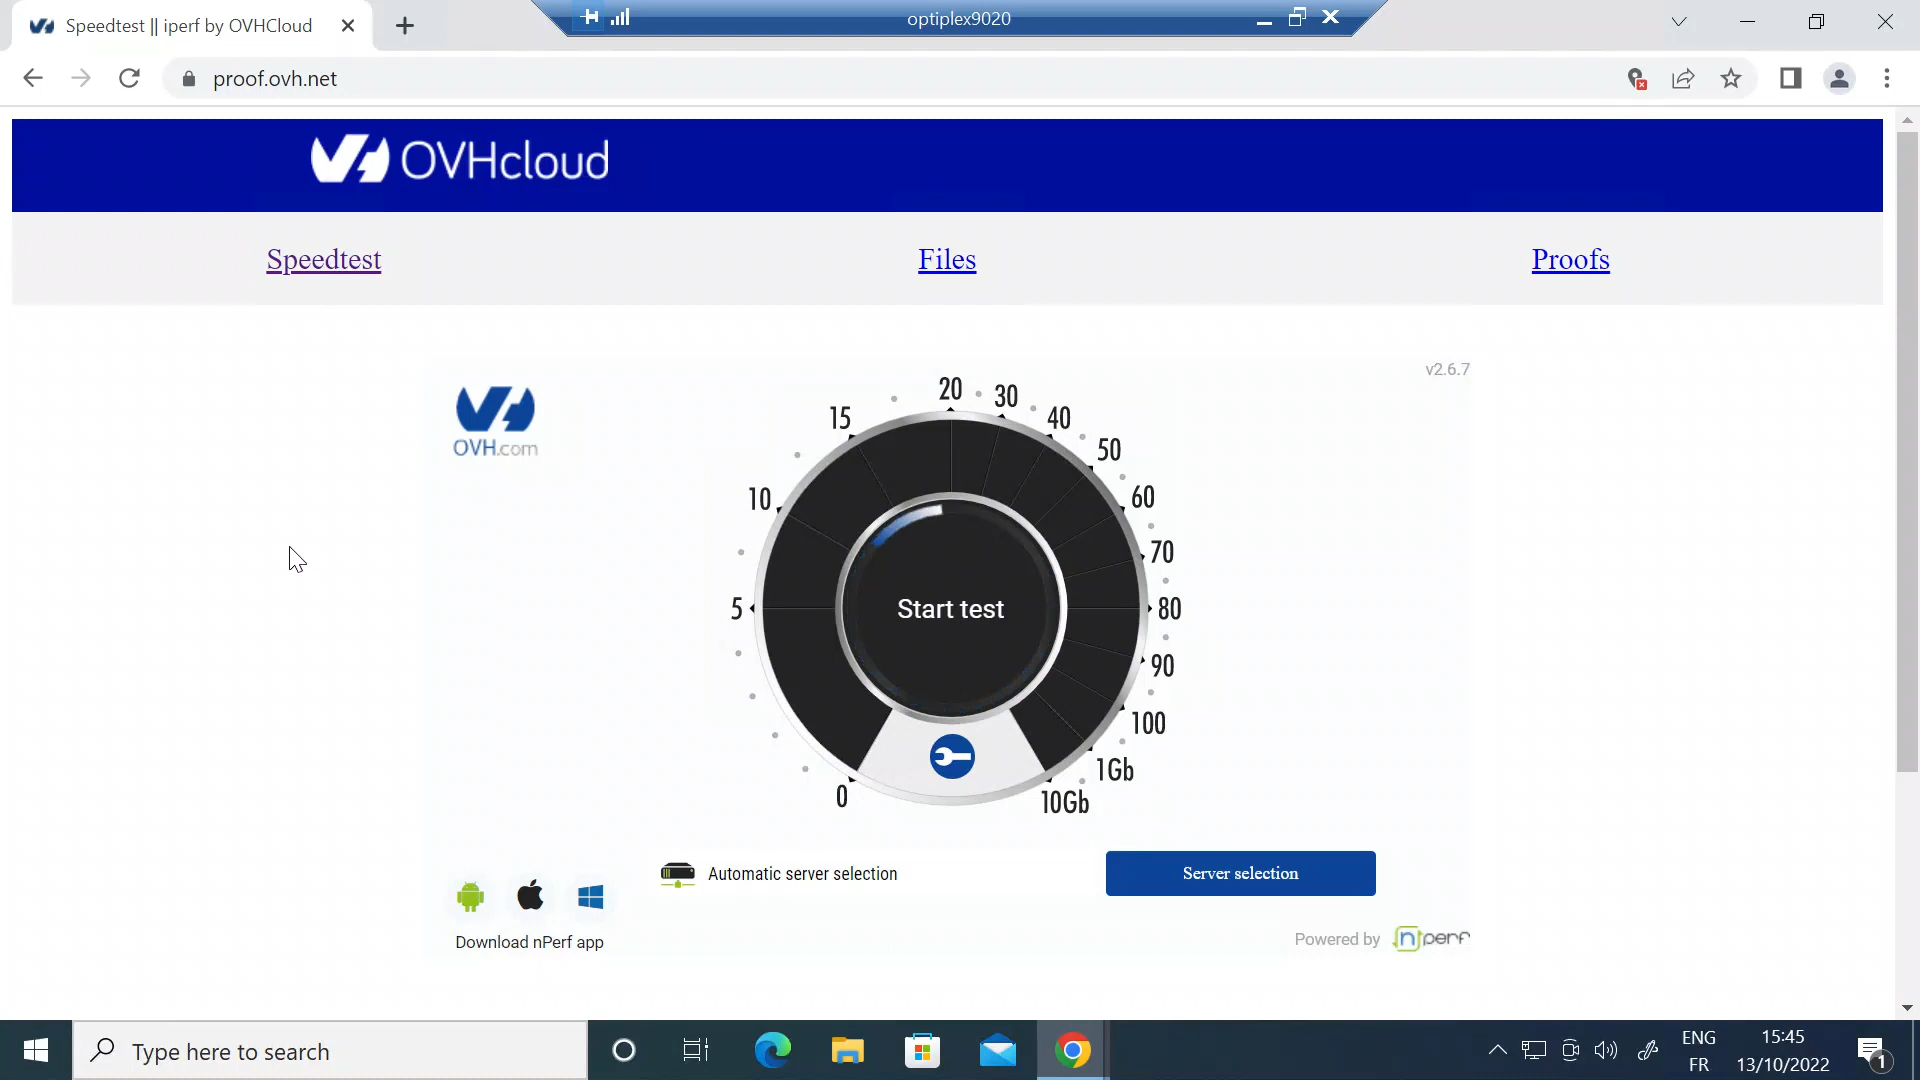 Speedtest || iperf by OVHCloud
optiplex9020
proof.ovh.net
OVHcloud
Speedtest
Files
Proofs
v2.6.7
OVH.com
20
30
15
40
50
10
60
70
5
80
90
100
1Gb
0
10Gb
Start test
Automatic server selection
Server selection
Download nPerf app
Powered by nperf
Type here to search
ENG
FR
15:45
13/10/2022
1